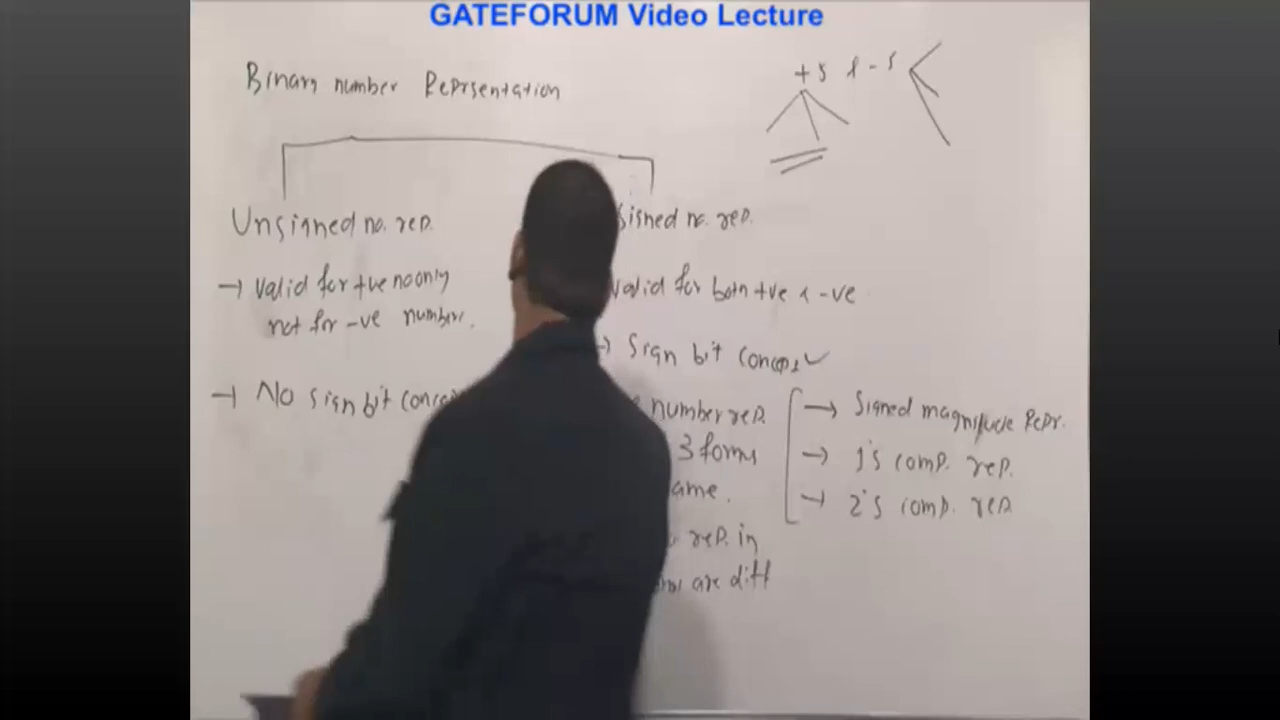 GATEFORUM Video Lecture
Binary number Reprsentation
+5 & -5
Unsigned no. rep.
signed no. rep.
→ valid for +ve no only
not for -ve number.
valid for both +ve & -ve
→ Sign bit concept ✓
→ No sign bit
number rep.
3 forms
ame.
rep. in
are diff
→ Signed magnitude Repr.
→ 1's comp. rep.
→ 2's comp. rep.